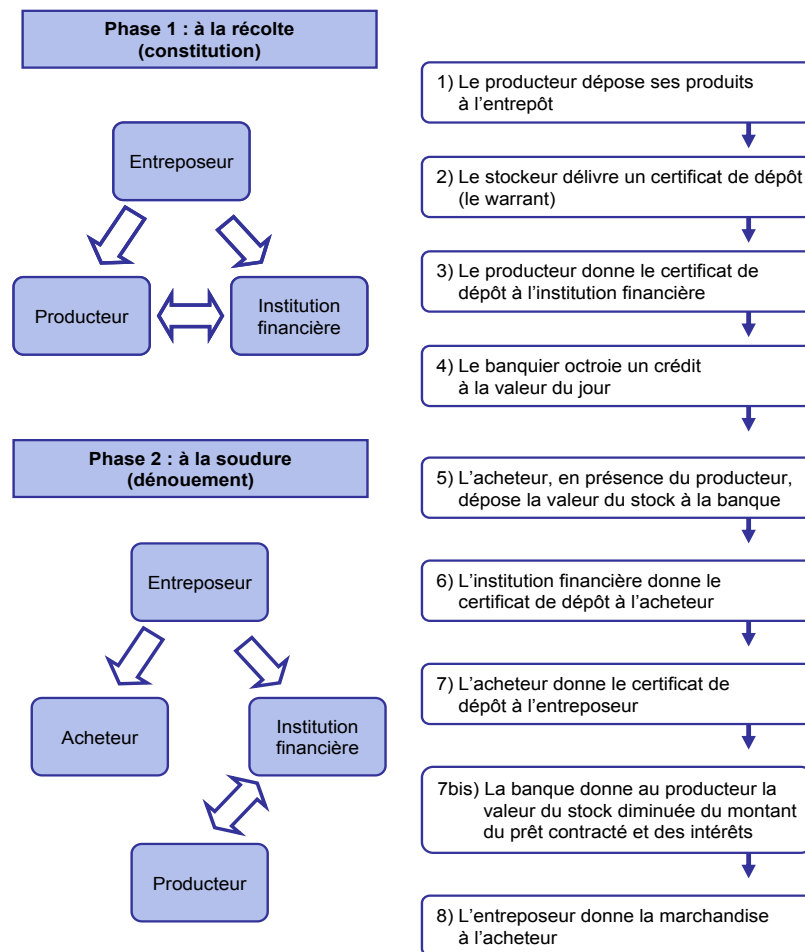 Phase 1 : à la récolte
(constitution)
Entreposeur
Producteur
Institution
financière
Phase 2 : à la soudure
(dénouement)
Entreposeur
Acheteur
Institution
financière
Producteur
1) Le producteur dépose ses produits
à l’entrepôt
2) Le stockeur délivre un certificat de dépôt
(le warrant)
3) Le producteur donne le certificat de
dépôt à l’institution financière
4) Le banquier octroie un crédit
à la valeur du jour
5) L’acheteur, en présence du producteur,
dépose la valeur du stock à la banque
6) L’institution financière donne le
certificat de dépôt à l’acheteur
7) L’acheteur donne le certificat de
dépôt à l’entreposeur
7bis) La banque donne au producteur la
valeur du stock diminuée du montant
du prêt contracté et des intérêts
8) L’entreposeur donne la marchandise
à l’acheteur